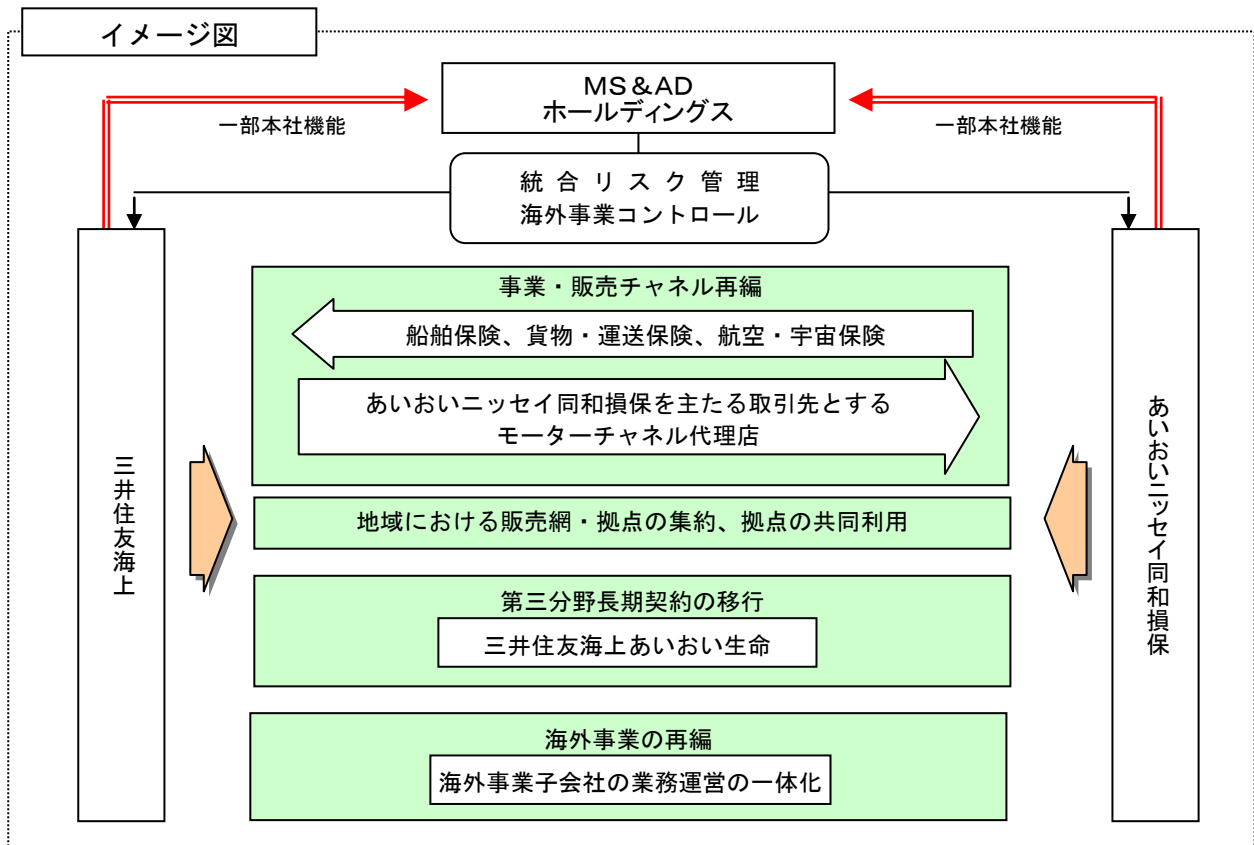 イメージ図
MS&AD
ホールディングス
一部本社機能
一部本社機能
統合リスク管理
海外事業コントロール
三井住友海上
事業・販売チャネル再編
船舶保険、貨物・運送保険、航空・宇宙保険
あいおいニッセイ同和損保を主たる取引先とする
モーターチャネル代理店
地域における販売網・拠点の集約、拠点の共同利用
第三分野長期契約の移行
三井住友海上あいおい生命
海外事業の再編
海外事業子会社の業務運営の一体化
あいおいニッセイ同和損保